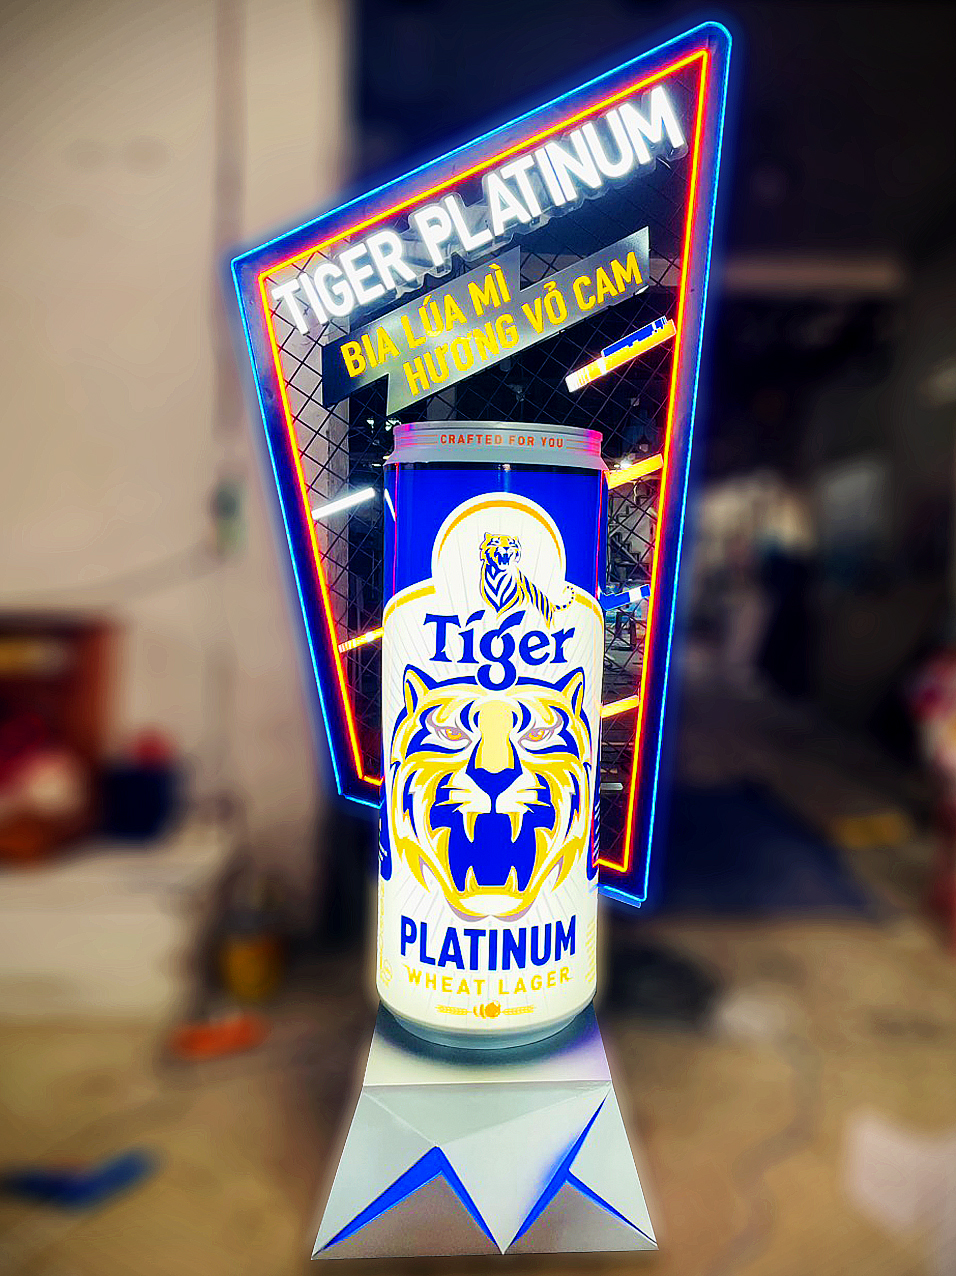 TIGER PLATINUM
BIA LÚA MÌ
HƯƠNG VỎ CAM
CRAFTED FOR YOU
Tiger
PLATINUM
WHEAT LAGER